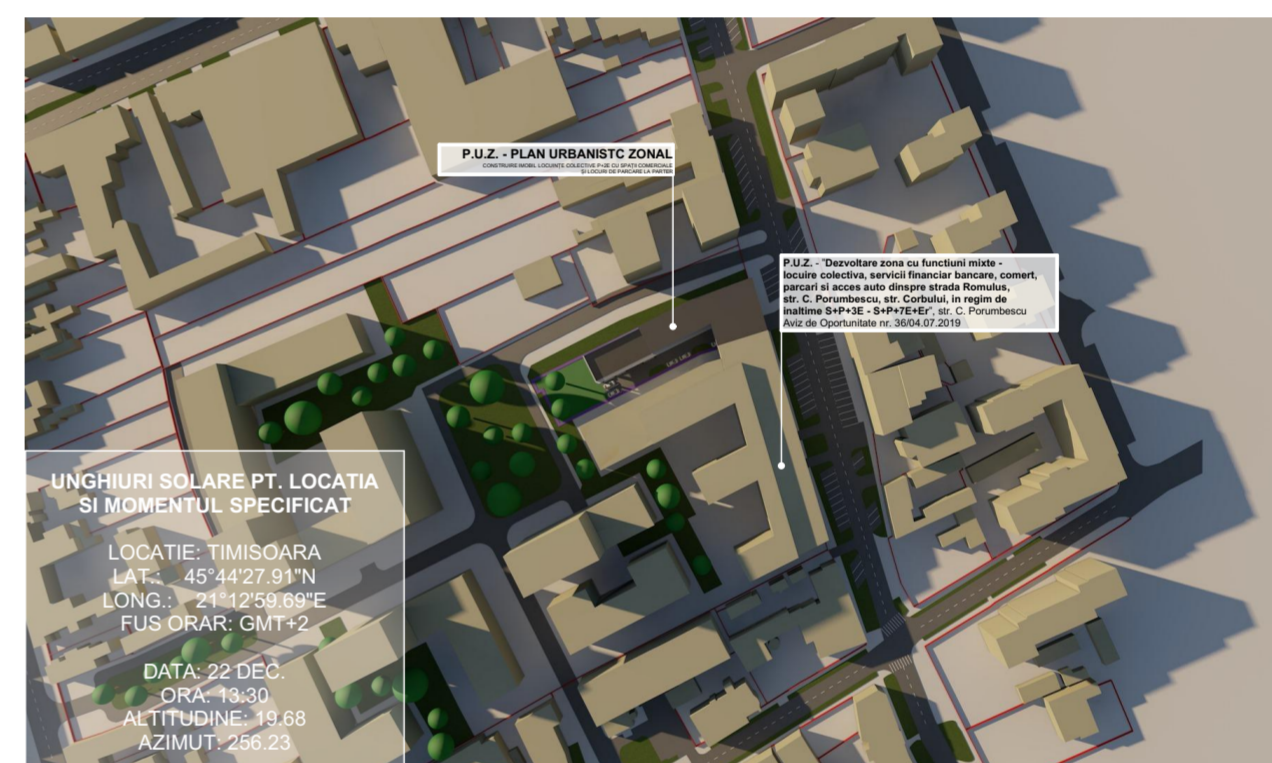 P.U.Z. - PLAN URBANISTC ZONAL
CONSTRUIRE IMOBIL LOCUINȚE COLECTIVE P+3E CU SPAȚII COMERCIALE
ȘI LOCURI DE PARCARE LA PARTER
P.U.Z. - "Dezvoltare zona cu functiuni mixte -
locuire colectiva, servicii financiar bancare, comert,
parcari si acces auto dinspre strada Romulus,
str. C. Porumbescu, str. Corbului, in regim de
inaltime S+P+3E - S+P+7E+Er", str. C. Porumbescu
Aviz de Oportunitate nr. 36/04.07.2019
UNGHIURI SOLARE PT. LOCATIA
SI MOMENTUL SPECIFICAT
LOCATIE: TIMISOARA
LAT.: 45°44'27.91"N
LONG.: 21°12'59.69"E
FUS ORAR: GMT+2
DATA: 22 DEC.
ORA: 13:30
ALTITUDINE: 19.68
AZIMUT: 256.23